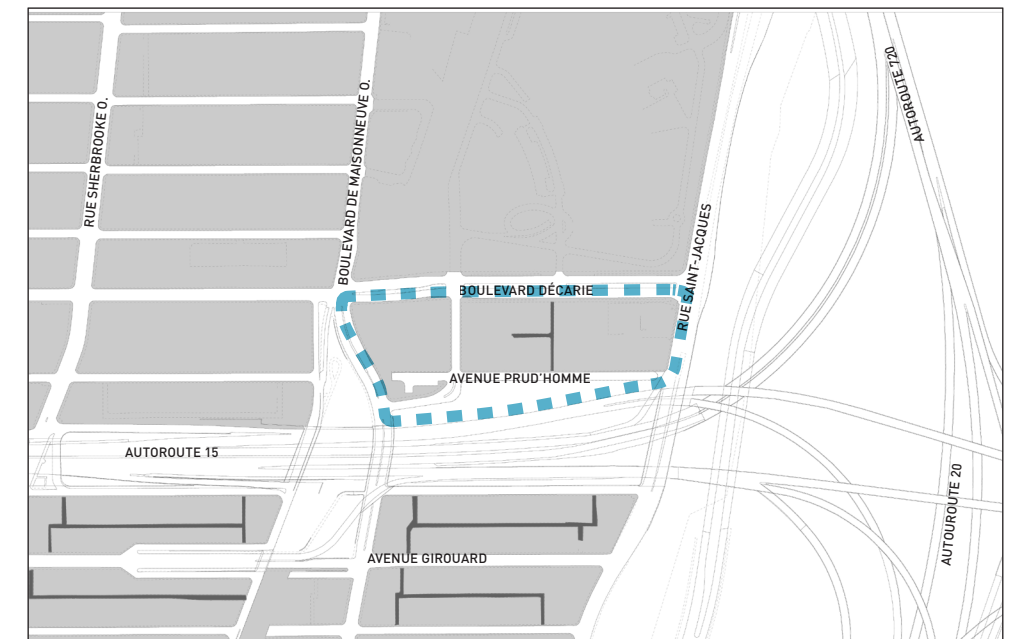 AUTOROUTE 720
RUE SHERBROOKE O.
BOULEVARD DE MAISONNEUVE O.
RUE SAINT-JACQUES
BOULEVARD DÉCARIE
AVENUE PRUD'HOMME
AUTOROUTE 15
AUTOUROUTE 20
AVENUE GIROUARD